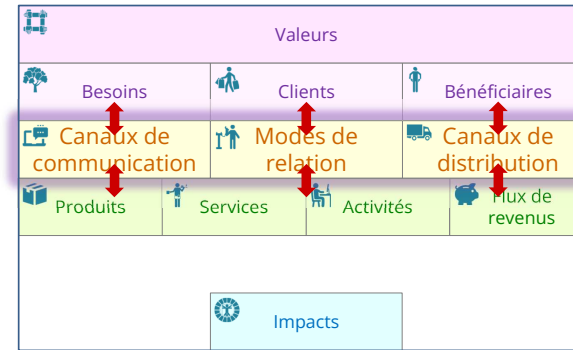 Valeurs
Besoins
Clients
Bénéficiaires
Canaux de
communication
Modes de
relation
Canaux de
distribution
Produits
Services
Activités
Flux de
revenus
Impacts